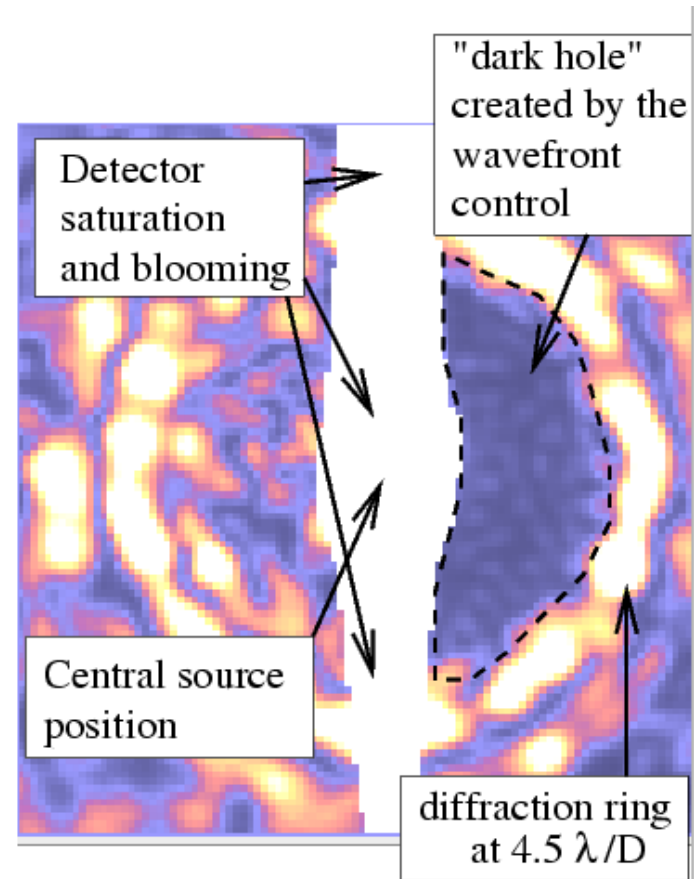 "dark hole"
created by the
wavefront
control
Detector
saturation
and blooming
Central source
position
diffraction ring
at 4.5 λ/D